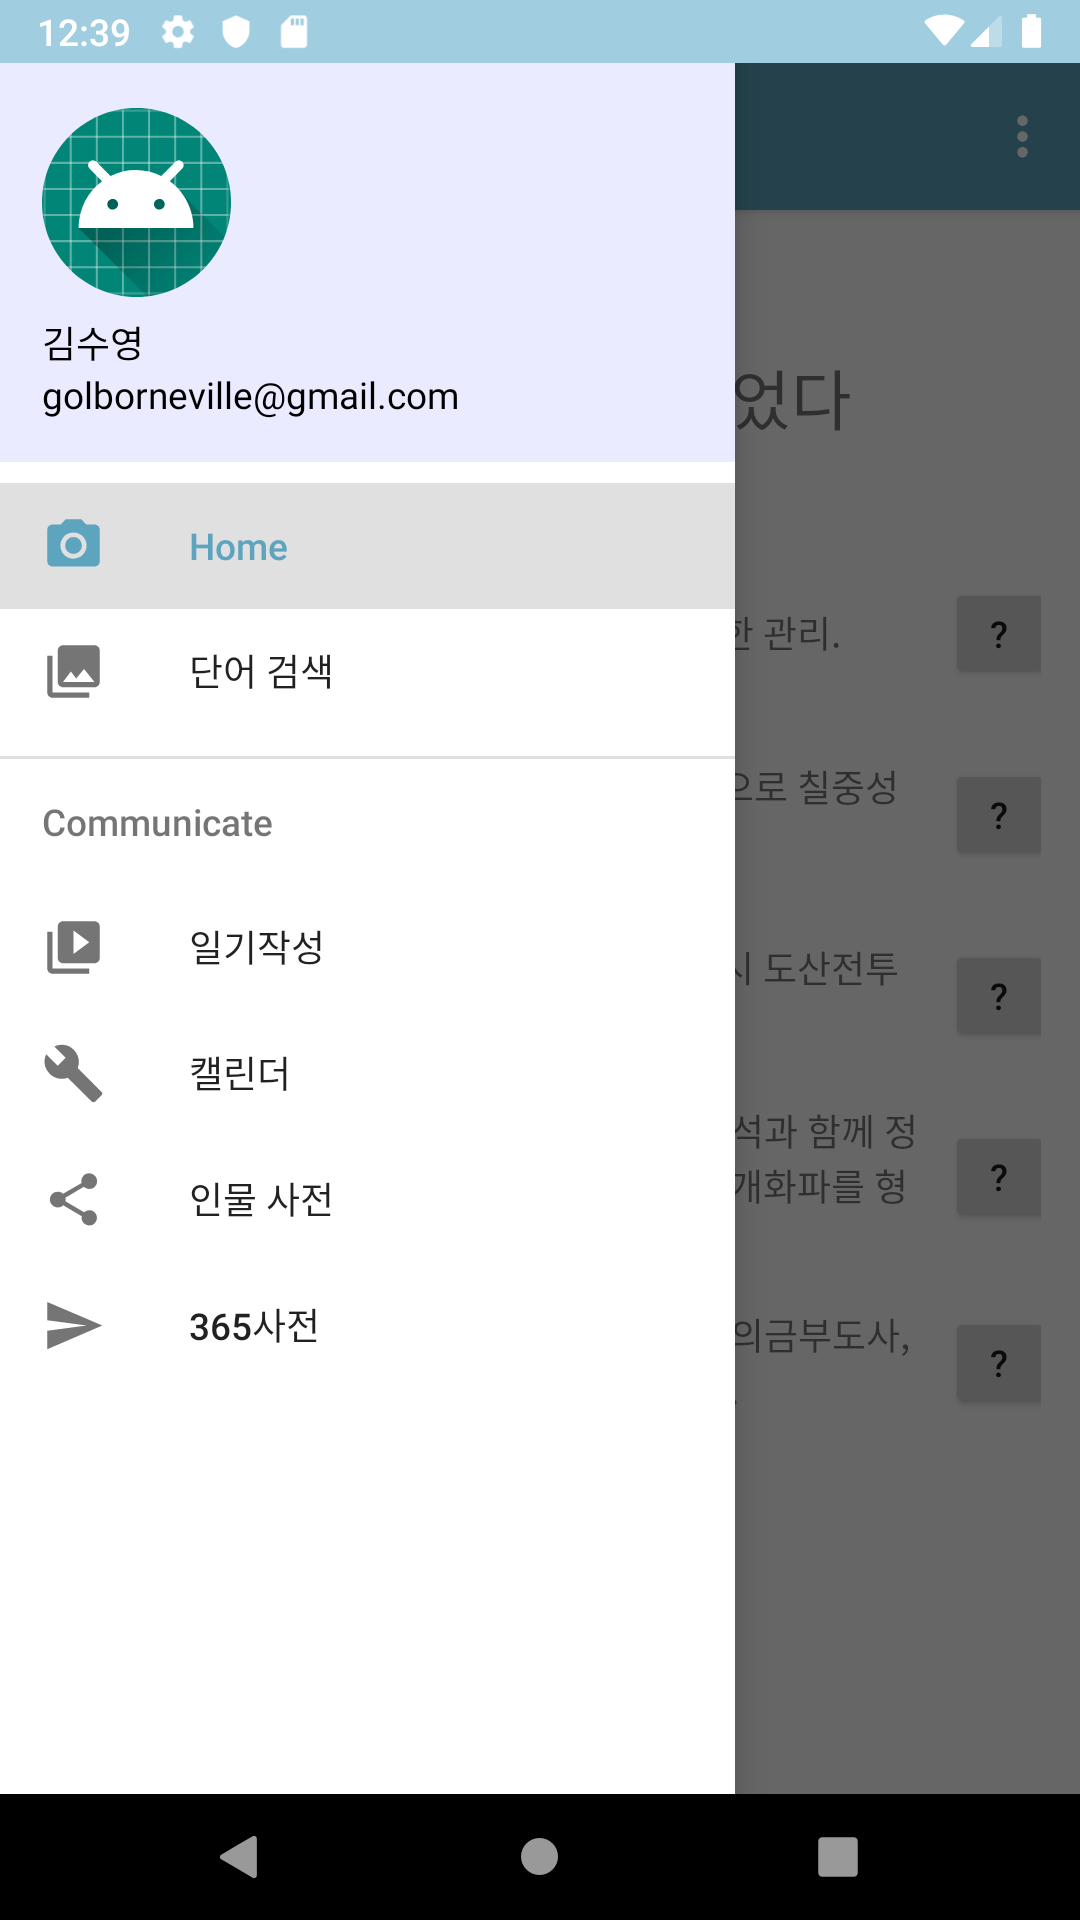 12:39
김수영
golborneville@gmail.com
었다
Home
한 관리.
?
단어 검색
으로 칠중성
?
Communicate
일기작성
시 도산전투
?
캘린더
석과 함께 정
개화파를 형
?
인물 사전
365사전
의금부도사,
?